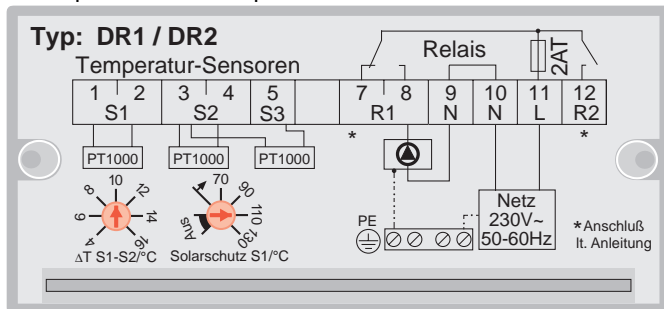 Typ: DR1 / DR2
Relais
2AT
Temperatur-Sensoren
1 2 3 4 5 7 8 9 10 11 12
S1 S2 S3 R1 N N L R2
* *
PT1000 PT1000 PT1000
4 6 8 10 12 14 16
Aus 70 90 110 130
ΔT S1-S2/°C
Solarschutz S1/°C
PE
Netz
230V~
50-60Hz
*Anschluß
lt. Anleitung